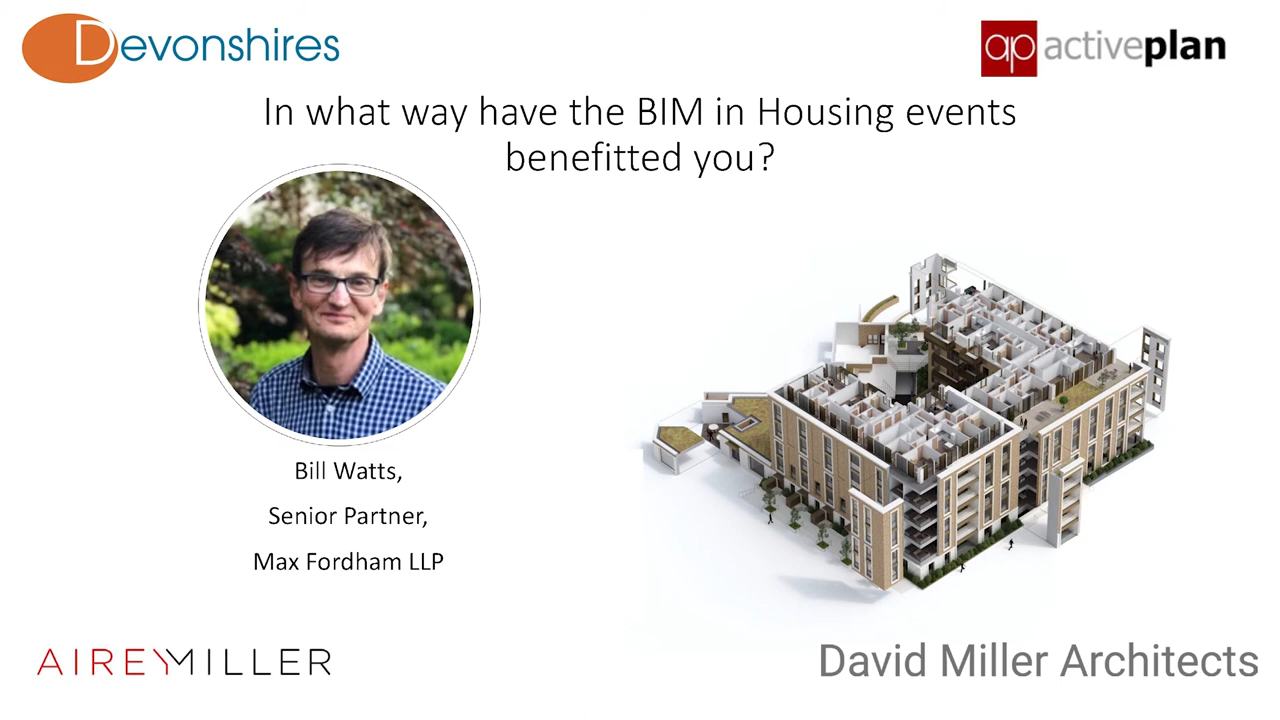 Devonshires
ap activeplan
In what way have the BIM in Housing events
benefitted you?
Bill Watts,
Senior Partner,
Max Fordham LLP
AIREYMILLER
David Miller Architects